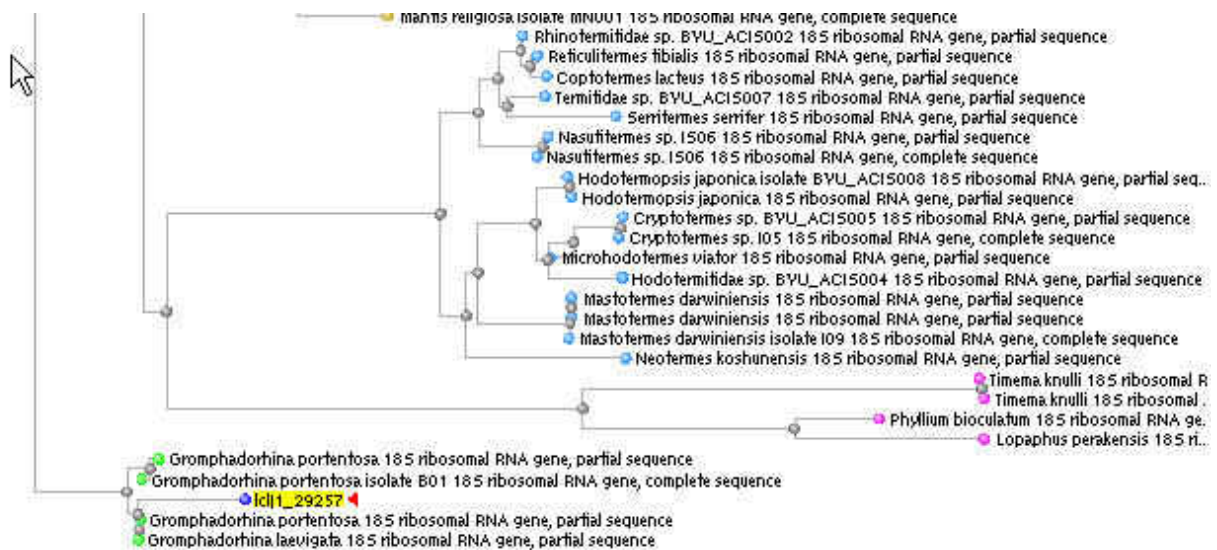 Mantis religiosa isolate MN001 18S ribosomal RNA gene, complete sequence
Rhinotermitidae sp. BYU_ACIS002 18S ribosomal RNA gene, partial sequence
Reticulitermes tibialis 18S ribosomal RNA gene, partial sequence
Coptotermes lacteus 18S ribosomal RNA gene, partial sequence
Termitidae sp. BYU_ACIS007 18S ribosomal RNA gene, partial sequence
Serritermes serrifer 18S ribosomal RNA gene, partial sequence
Nasutitermes sp. IS06 18S ribosomal RNA gene, partial sequence
Nasutitermes sp. IS06 18S ribosomal RNA gene, complete sequence
Hodotermopsis japonica isolate BYU_ACIS008 18S ribosomal RNA gene, partial seq..
Hodotermopsis japonica 18S ribosomal RNA gene, partial sequence
Cryptotermes sp. BYU_ACIS005 18S ribosomal RNA gene, partial sequence
Cryptotermes sp. I05 18S ribosomal RNA gene, complete sequence
Microhodotermes viator 18S ribosomal RNA gene, partial sequence
Hodotermitidae sp. BYU_ACIS004 18S ribosomal RNA gene, partial sequence
Mastotermes darwiniensis 18S ribosomal RNA gene, partial sequence
Mastotermes darwiniensis 18S ribosomal RNA gene, partial sequence
Mastotermes darwiniensis isolate I09 18S ribosomal RNA gene, complete sequence
Neotermes koshunensis 18S ribosomal RNA gene, partial sequence
Timema knulli 18S ribosomal R
Timema knulli 18S ribosomal .
Phyllium bioculatum 18S ribosomal RNA ge.
Lopaphus perakensis 18S ri..
Gromphadorhina portentosa 18S ribosomal RNA gene, partial sequence
Gromphadorhina portentosa isolate B01 18S ribosomal RNA gene, complete sequence
lcl|1_29257
Gromphadorhina portentosa 18S ribosomal RNA gene, partial sequence
Gromphadorhina laevigata 18S ribosomal RNA gene, partial sequence